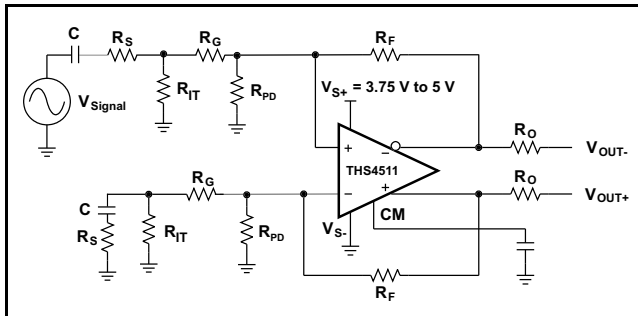 C
R_S
R_G
R_F
V_Signal
R_IT
R_PD
V_S+ = 3.75 V to 5 V
+
−
THS4511
R_O
V_OUT-
−
+
R_O
V_OUT+
C
R_S
R_G
R_IT
R_PD
V_S-
CM
R_F